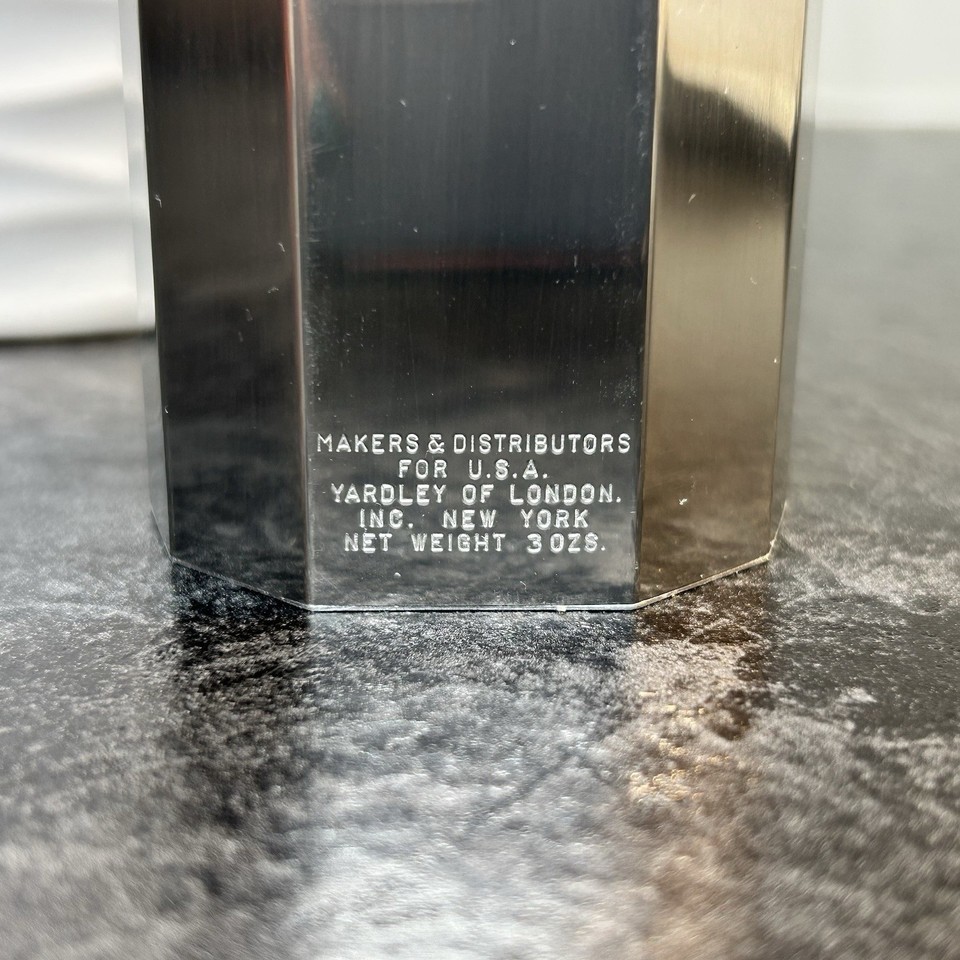 MAKERS & DISTRIBUTORS
FOR U.S.A.
YARDLEY OF LONDON.
INC. NEW YORK
NET WEIGHT 3 OZS.